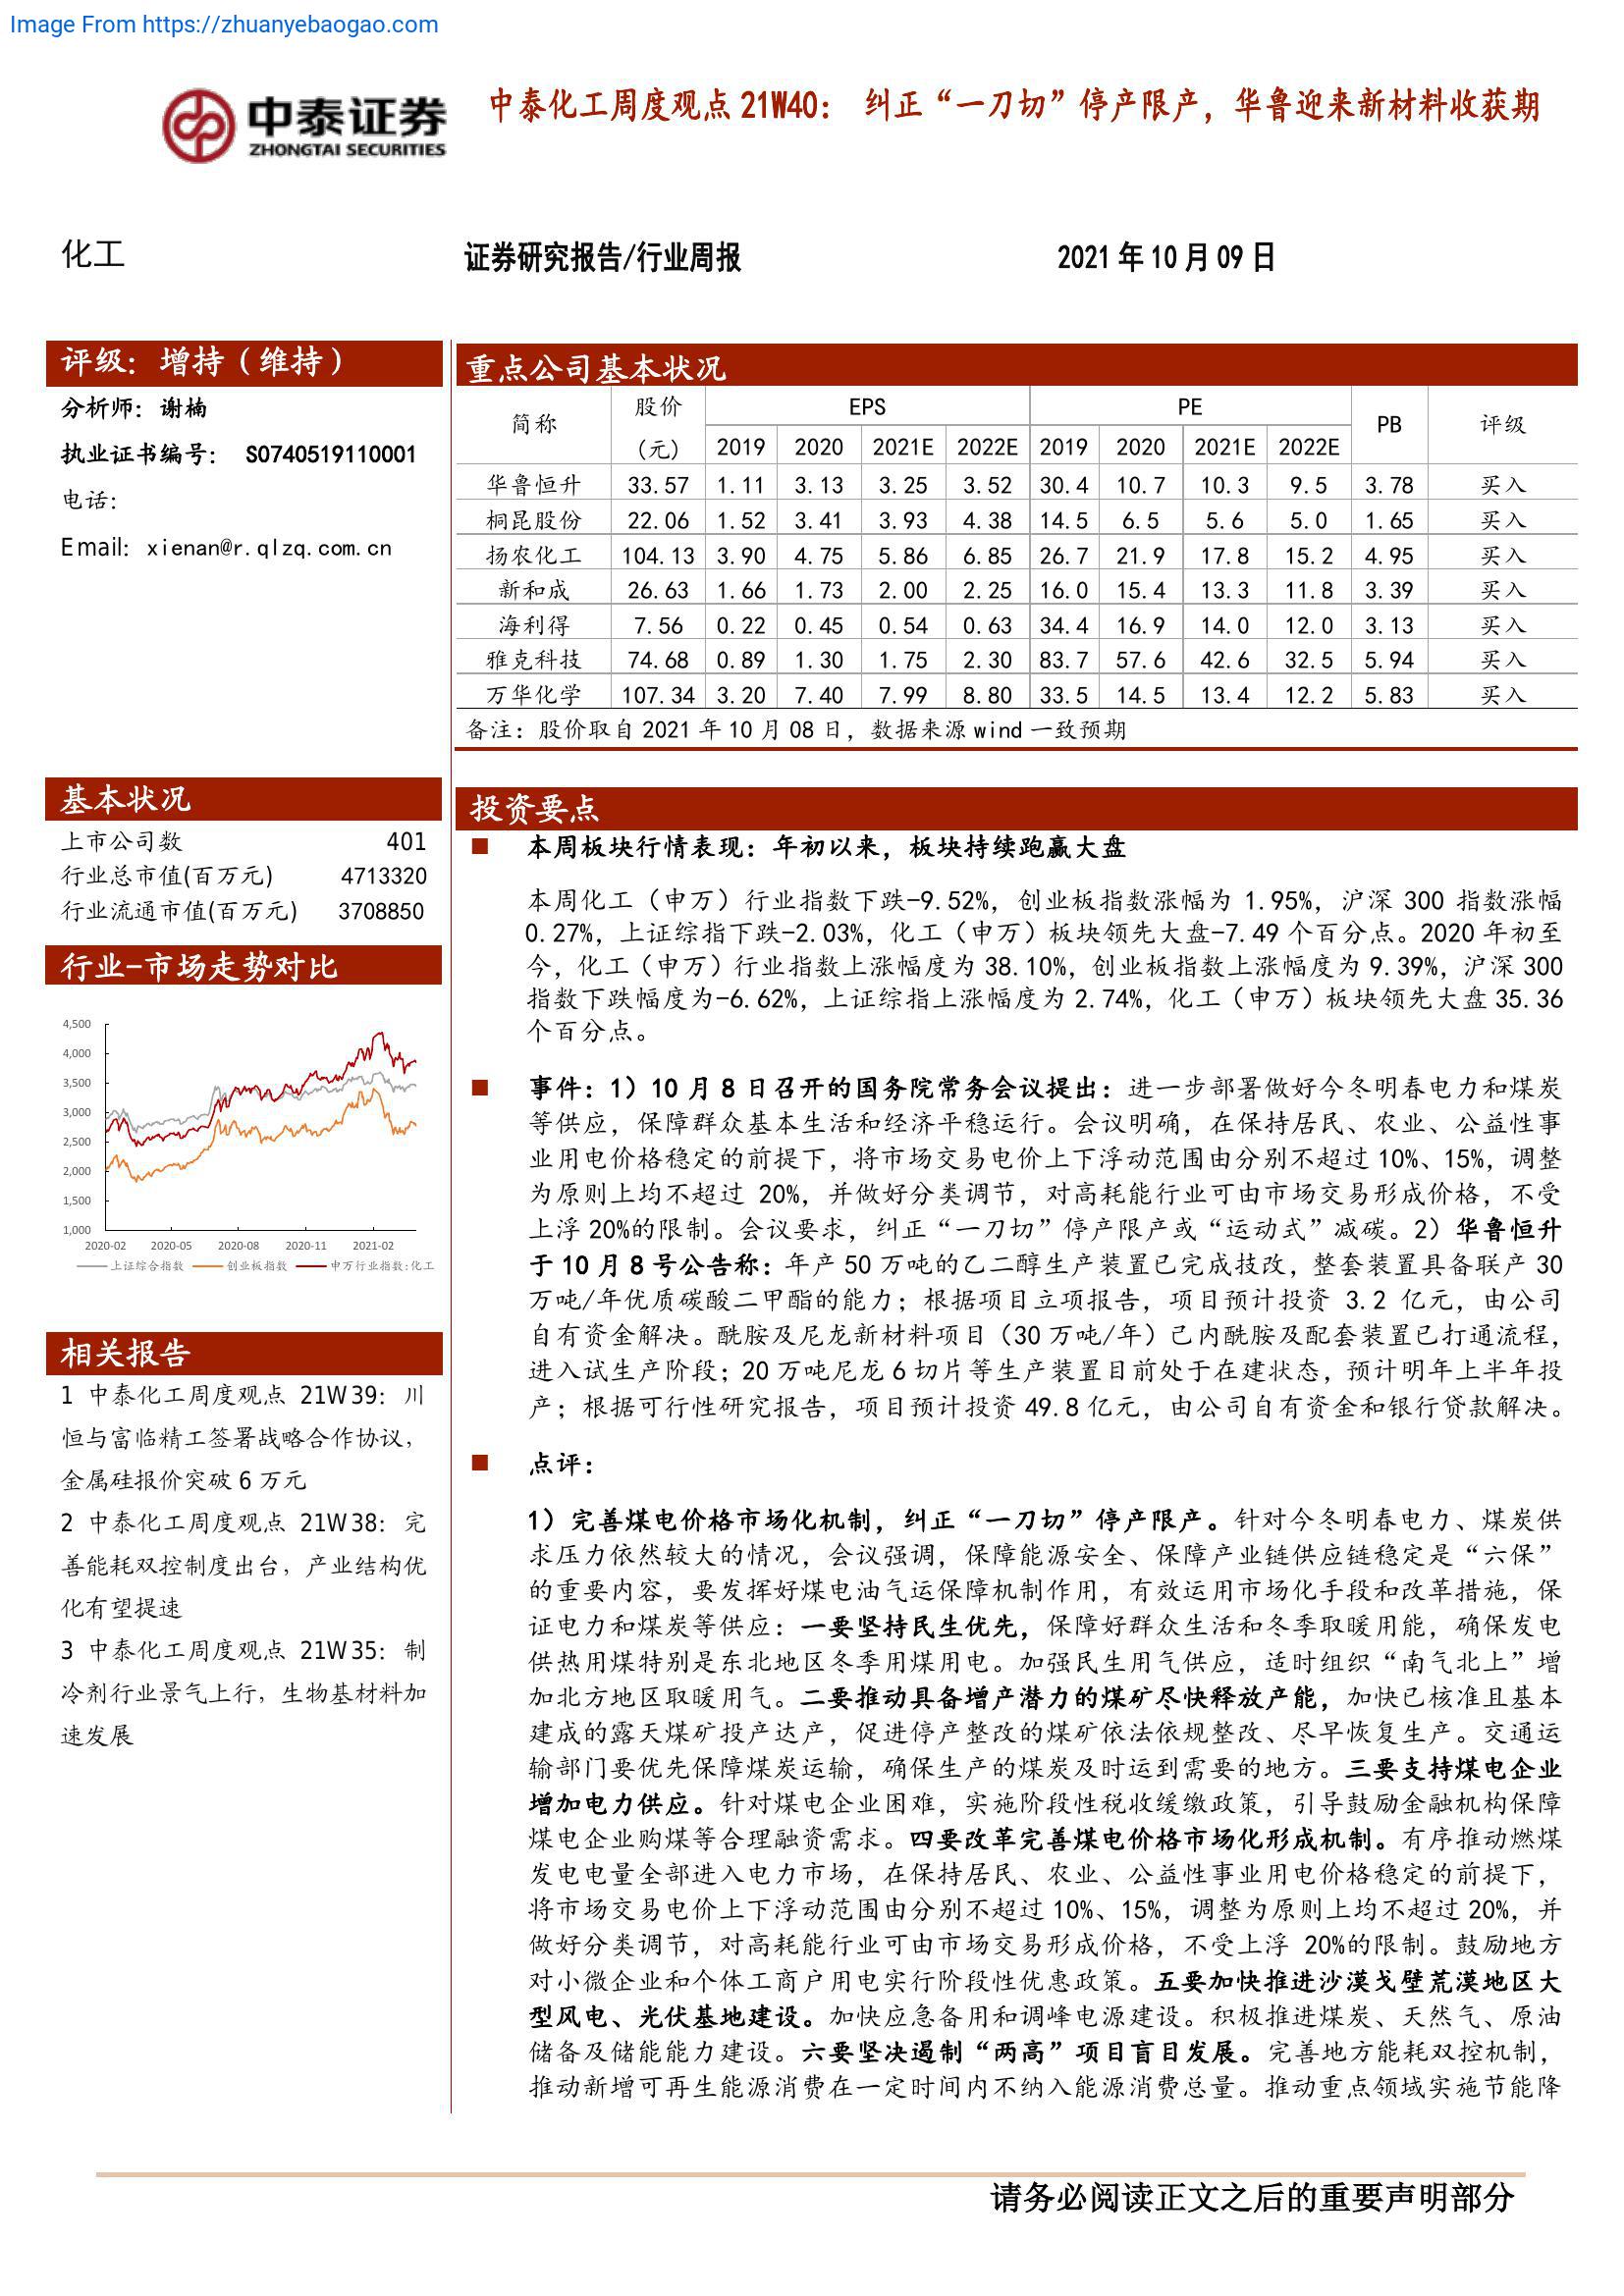 Image From https://zhuanyebaogao.com
中泰证券
ZHONGTAI SECURITIES
中泰化工周度观点 21W40： 纠正“一刀切”停产限产，华鲁迎来新材料收获期
化工
证券研究报告/行业周报
2021 年 10 月 09 日
评级：增持（维持）
分析师：谢楠
执业证书编号： S0740519110001
电话：
Email：xienan@r.qlzq.com.cn
基本状况
上市公司数 401
行业总市值(百万元) 4713320
行业流通市值(百万元) 3708850
行业-市场走势对比
4,500
4,000
3,500
3,000
2,500
2,000
1,500
1,000
2020-02 2020-05 2020-08 2020-11 2021-02
上证综合指数 创业板指数 申万行业指数:化工
相关报告
1 中泰化工周度观点 21W39：川
恒与富临精工签署战略合作协议，
金属硅报价突破 6 万元
2 中泰化工周度观点 21W38：完
善能耗双控制度出台，产业结构优
化有望提速
3 中泰化工周度观点 21W35：制
冷剂行业景气上行，生物基材料加
速发展
重点公司基本状况
简称 股价(元) EPS PE PB 评级
2019 2020 2021E 2022E 2019 2020 2021E 2022E
华鲁恒升 33.57 1.11 3.13 3.25 3.52 30.4 10.7 10.3 9.5 3.78 买入
桐昆股份 22.06 1.52 3.41 3.93 4.38 14.5 6.5 5.6 5.0 1.65 买入
扬农化工 104.13 3.90 4.75 5.86 6.85 26.7 21.9 17.8 15.2 4.95 买入
新和成 26.63 1.66 1.73 2.00 2.25 16.0 15.4 13.3 11.8 3.39 买入
海利得 7.56 0.22 0.45 0.54 0.63 34.4 16.9 14.0 12.0 3.13 买入
雅克科技 74.68 0.89 1.30 1.75 2.30 83.7 57.6 42.6 32.5 5.94 买入
万华化学 107.34 3.20 7.40 7.99 8.80 33.5 14.5 13.4 12.2 5.83 买入
备注：股价取自 2021 年 10 月 08 日，数据来源 wind 一致预期
投资要点
■ 本周板块行情表现：年初以来，板块持续跑赢大盘
本周化工（申万）行业指数下跌-9.52%，创业板指数涨幅为 1.95%，沪深 300 指数涨幅
0.27%，上证综指下跌-2.03%，化工（申万）板块领先大盘-7.49 个百分点。2020 年初至
今，化工（申万）行业指数上涨幅度为 38.10%，创业板指数上涨幅度为 9.39%，沪深 300
指数下跌幅度为-6.62%，上证综指上涨幅度为 2.74%，化工（申万）板块领先大盘 35.36
个百分点。
■ 事件：1）10 月 8 日召开的国务院常务会议提出：进一步部署做好今冬明春电力和煤炭
等供应，保障群众基本生活和经济平稳运行。会议明确，在保持居民、农业、公益性事
业用电价格稳定的前提下，将市场交易电价上下浮动范围由分别不超过 10%、15%，调整
为原则上均不超过 20%，并做好分类调节，对高耗能行业可由市场交易形成价格，不受
上浮 20%的限制。会议要求，纠正“一刀切”停产限产或“运动式”减碳。2）华鲁恒升
于 10 月 8 号公告称：年产 50 万吨的乙二醇生产装置已完成技改，整套装置具备联产 30
万吨/年优质碳酸二甲酯的能力；根据项目立项报告，项目预计投资 3.2 亿元，由公司
自有资金解决。酰胺及尼龙新材料项目（30 万吨/年）己内酰胺及配套装置已打通流程，
进入试生产阶段；20 万吨尼龙 6 切片等生产装置目前处于在建状态，预计明年上半年投
产；根据可行性研究报告，项目预计投资 49.8 亿元，由公司自有资金和银行贷款解决。
■ 点评：
1）完善煤电价格市场化机制，纠正“一刀切”停产限产。针对今冬明春电力、煤炭供
求压力依然较大的情况，会议强调，保障能源安全、保障产业链供应链稳定是“六保”
的重要内容，要发挥好煤电油气运保障机制作用，有效运用市场化手段和改革措施，保
证电力和煤炭等供应：一要坚持民生优先，保障好群众生活和冬季取暖用能，确保发电
供热用煤特别是东北地区冬季用煤用电。加强民生用气供应，适时组织“南气北上”增
加北方地区取暖用气。二要推动具备增产潜力的煤矿尽快释放产能，加快已核准且基本
建成的露天煤矿投产达产，促进停产整改的煤矿依法依规整改、尽早恢复生产。交通运
输部门要优先保障煤炭运输，确保生产的煤炭及时运到需要的地方。三要支持煤电企业
增加电力供应。针对煤电企业困难，实施阶段性税收缓缴政策，引导鼓励金融机构保障
煤电企业购煤等合理融资需求。四要改革完善煤电价格市场化形成机制。有序推动燃煤
发电电量全部进入电力市场，在保持居民、农业、公益性事业用电价格稳定的前提下，
将市场交易电价上下浮动范围由分别不超过 10%、15%，调整为原则上均不超过 20%，并
做好分类调节，对高耗能行业可由市场交易形成价格，不受上浮 20%的限制。鼓励地方
对小微企业和个体工商户用电实行阶段性优惠政策。五要加快推进沙漠戈壁荒漠地区大
型风电、光伏基地建设。加快应急备用和调峰电源建设。积极推进煤炭、天然气、原油
储备及储能能力建设。六要坚决遏制“两高”项目盲目发展。完善地方能耗双控机制，
推动新增可再生能源消费在一定时间内不纳入能源消费总量。推动重点领域实施节能降
请务必阅读正文之后的重要声明部分